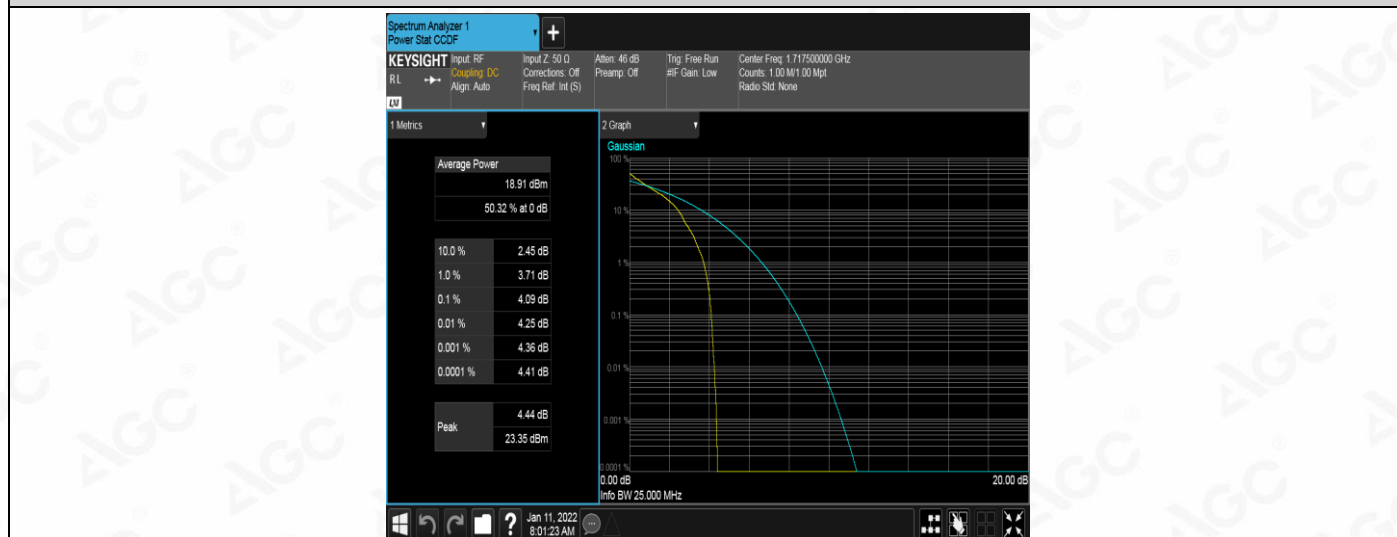 Spectrum Analyzer 1
Power Stat CCDF
+
KEYSIGHT
RL
LXI
Input: RF
Coupling: DC
Align: Auto
Input Z: 50 Ω
Corrections: Off
Freq Ref: Int (S)
Atten: 46 dB
Preamp: Off
Trig: Free Run
#IF Gain: Low
Center Freq: 1.717500000 GHz
Counts: 1.00 M/1.00 Mpt
Radio Std: None
1 Metrics
Average Power
18.91 dBm
50.32 % at 0 dB
10.0 % 2.45 dB
1.0 % 3.71 dB
0.1 % 4.09 dB
0.01 % 4.25 dB
0.001 % 4.36 dB
0.0001 % 4.41 dB
Peak 4.44 dB
23.35 dBm
2 Graph
Gaussian
100 %
10 %
1 %
0.1 %
0.01 %
0.001 %
0.0001 %
0.00 dB 20.00 dB
Info BW 25.000 MHz
? Jan 11, 2022
8:01:23 AM
AGC